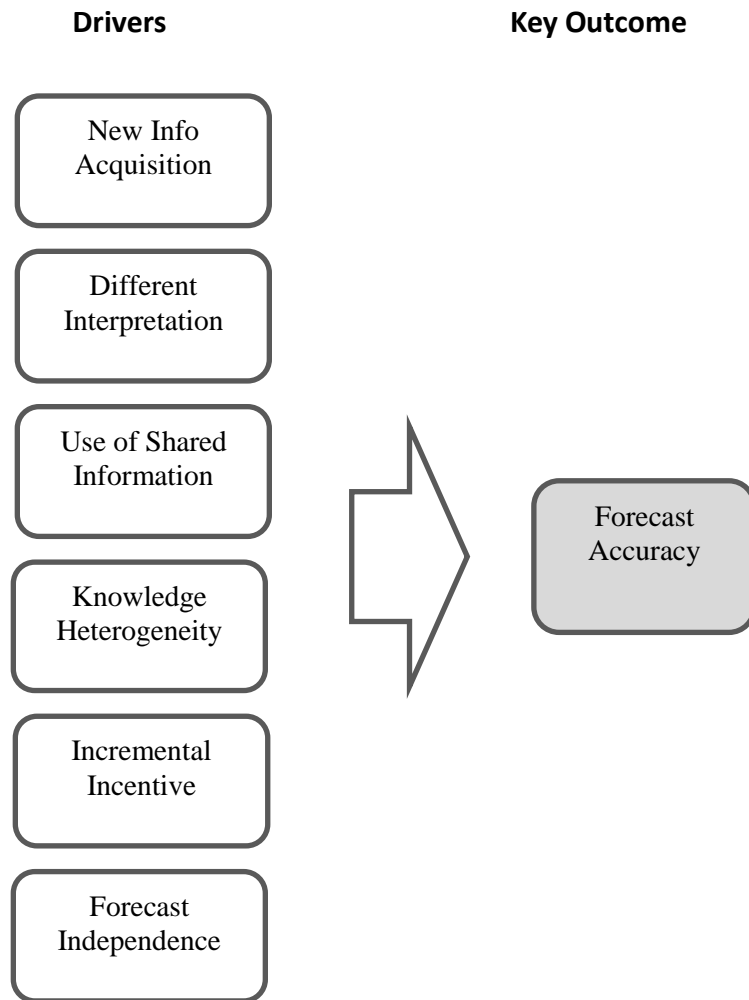 Drivers
Key Outcome
New Info
Acquisition
Different
Interpretation
Use of Shared
Information
Knowledge
Heterogeneity
Incremental
Incentive
Forecast
Independence
Forecast
Accuracy